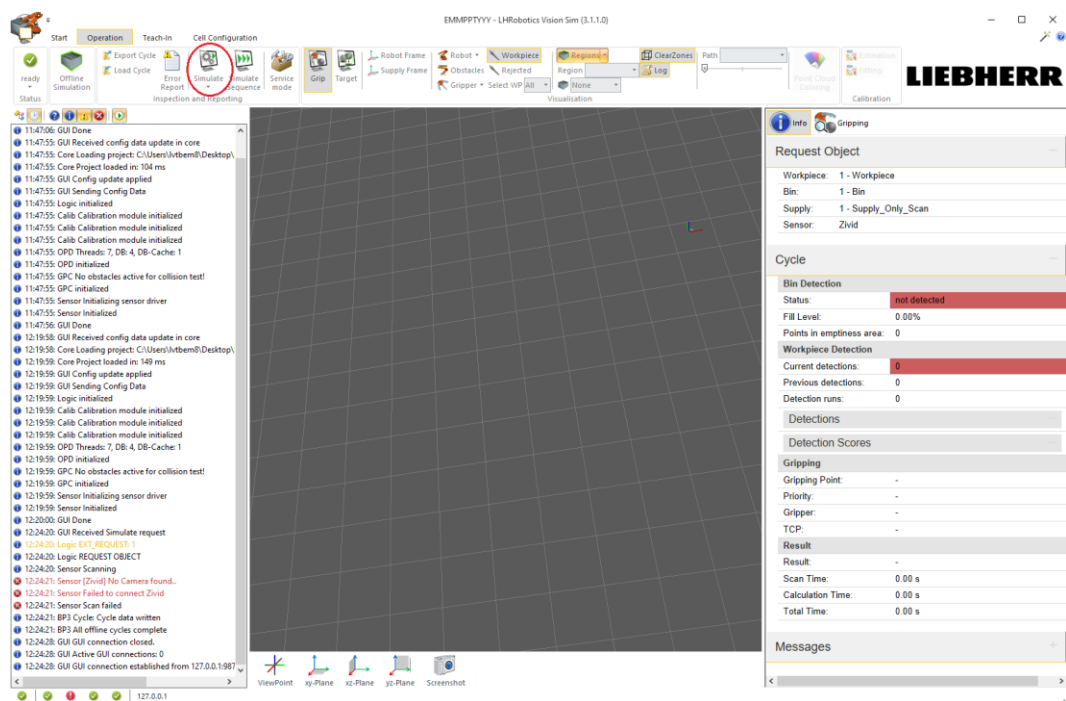 EMMPPTYYY - LHRobotics Vision Sim (3.1.1.0)
Start Operation Teach-In Cell Configuration
Export Cycle
Load Cycle
ready
Offline Simulation
Error Report
Simulate
Simulate Sequence
Service mode
Grip
Target
Robot Frame
Supply Frame
Robot
Obstacles
Gripper
Workpiece
Rejected
Select WP All
Regions
Region
None
ClearZones
Log
Path
Point Cloud Coloring
Fitting
LIEBHERR
Status Inspection and Reporting Visualisation Calibration
11:47:06: GUI Done
11:47:55: GUI Received config data update in core
11:47:55: Core Loading project: C:\Users\lvtbem8\Desktop\
11:47:55: Core Project loaded in: 104 ms
11:47:55: GUI Config update applied
11:47:55: GUI Sending Config Data
11:47:55: Logic initialized
11:47:55: Calib Calibration module initialized
11:47:55: Calib Calibration module initialized
11:47:55: Calib Calibration module initialized
11:47:55: OPD Threads: 7, DB: 4, DB-Cache: 1
11:47:55: OPD initialized
11:47:55: GPC No obstacles active for collision test!
11:47:55: GPC initialized
11:47:55: Sensor Initializing sensor driver
11:47:55: Sensor Initialized
11:47:56: GUI Done
12:19:58: GUI Received config data update in core
12:19:58: Core Loading project: C:\Users\lvtbem8\Desktop\
12:19:59: Core Project loaded in: 149 ms
12:19:59: GUI Config update applied
12:19:59: GUI Sending Config Data
12:19:59: Logic initialized
12:19:59: Calib Calibration module initialized
12:19:59: Calib Calibration module initialized
12:19:59: Calib Calibration module initialized
12:19:59: OPD Threads: 7, DB: 4, DB-Cache: 1
12:19:59: OPD initialized
12:19:59: GPC No obstacles active for collision test!
12:19:59: GPC initialized
12:19:59: Sensor Initializing sensor driver
12:19:59: Sensor Initialized
12:20:00: GUI Done
12:24:20: GUI Received Simulate request
12:24:20: Logic EXT_REQUEST: 1
12:24:20: Logic REQUEST OBJECT
12:24:20: Sensor Scanning
12:24:21: Sensor [Zivid] No Camera found..
12:24:21: Sensor Failed to connect Zivid
12:24:21: Sensor Scan failed
12:24:21: BP3 Cycle: Cycle data written
12:24:21: BP3 All offline cycles complete
12:24:28: GUI GUI connection closed.
12:24:28: GUI Active GUI connections: 0
12:24:28: GUI GUI connection established from 127.0.0.1:987
127.0.0.1
ViewPoint xy-Plane xz-Plane yz-Plane Screenshot
Info Gripping
Request Object
Workpiece: 1 - Workpiece
Bin: 1 - Bin
Supply: 1 - Supply_Only_Scan
Sensor: Zivid
Cycle
Bin Detection
Status: not detected
Fill Level: 0.00%
Points in emptiness area: 0
Workpiece Detection
Current detections: 0
Previous detections: 0
Detection runs: 0
Detections
Detection Scores
Gripping
Gripping Point: -
Priority: -
Gripper: -
TCP: -
Result
Result: -
Scan Time: 0.00 s
Calculation Time: 0.00 s
Total Time: 0.00 s
Messages